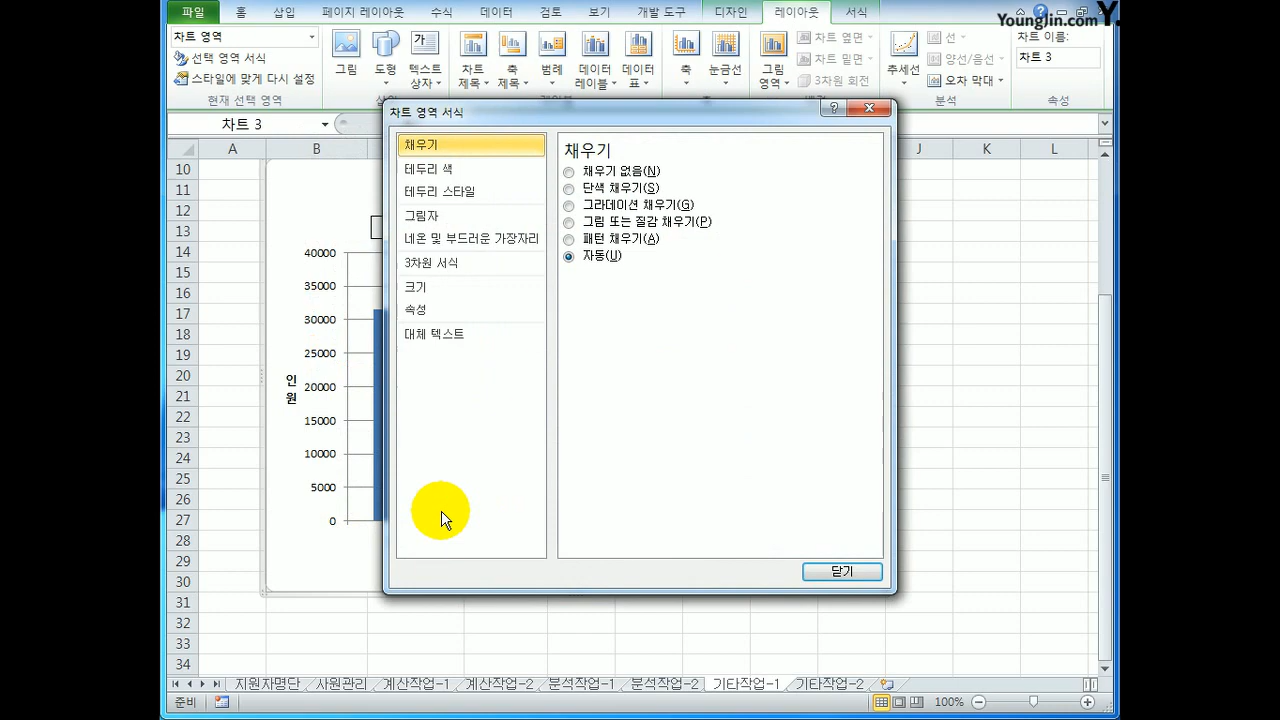 파일 홈 삽입 페이지 레이아웃 수식 데이터 검토 보기 개발 도구 디자인 레이아웃 서식
YoungJin.com Y.
차트 영역
선택 영역 서식
스타일에 맞게 다시 설정
현재 선택 영역
그림 도형 텍스트 상자
차트 제목 축 제목 범례 데이터 레이블 데이터 표
축 눈금선
그림 영역 차트 옆면 차트 밑면 3차원 회전
추세선 선 양선/음선 오차 막대
분석
차트 이름:
차트 3
속성
차트 3
A B J K L
차트 영역 서식
채우기
테두리 색
테두리 스타일
그림자
네온 및 부드러운 가장자리
3차원 서식
크기
속성
대체 텍스트
채우기
채우기 없음(N)
단색 채우기(S)
그라데이션 채우기(G)
그림 또는 질감 채우기(P)
패턴 채우기(A)
자동(U)
닫기
10
11
12
13
14
15
16
17
18
19
20
21
22
23
24
25
26
27
28
29
30
31
32
33
34
40000
35000
30000
25000
20000
15000
10000
5000
0
인
원
지원자명단 사원관리 계산작업-1 계산작업-2 분석작업-1 분석작업-2 기타작업-1 기타작업-2
준비 100%